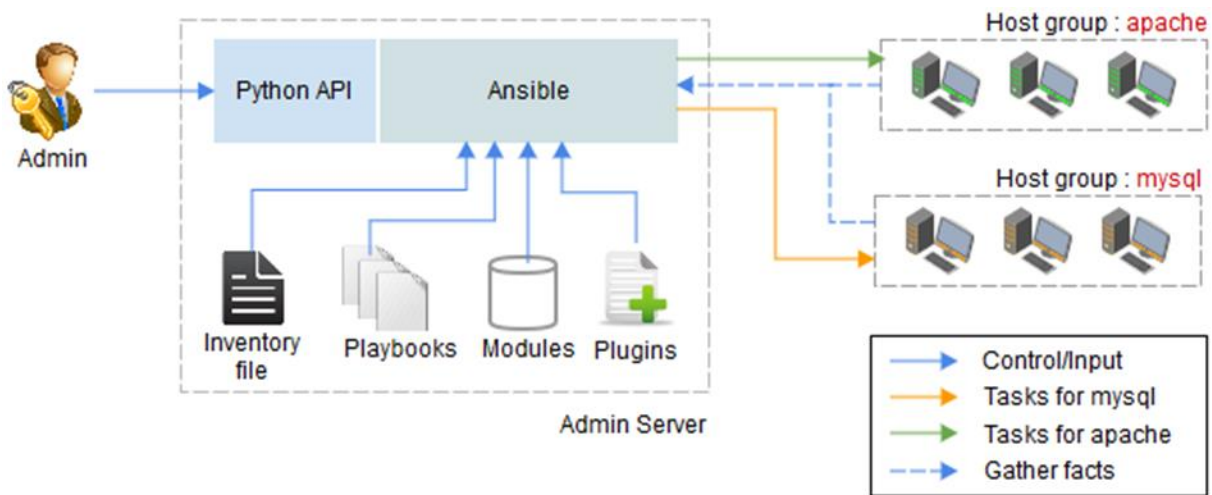 Host group : apache
Python API
Ansible
Admin
Host group : mysql
Inventory
file
Playbooks
Modules
Plugins
Admin Server
Control/Input
Tasks for mysql
Tasks for apache
Gather facts